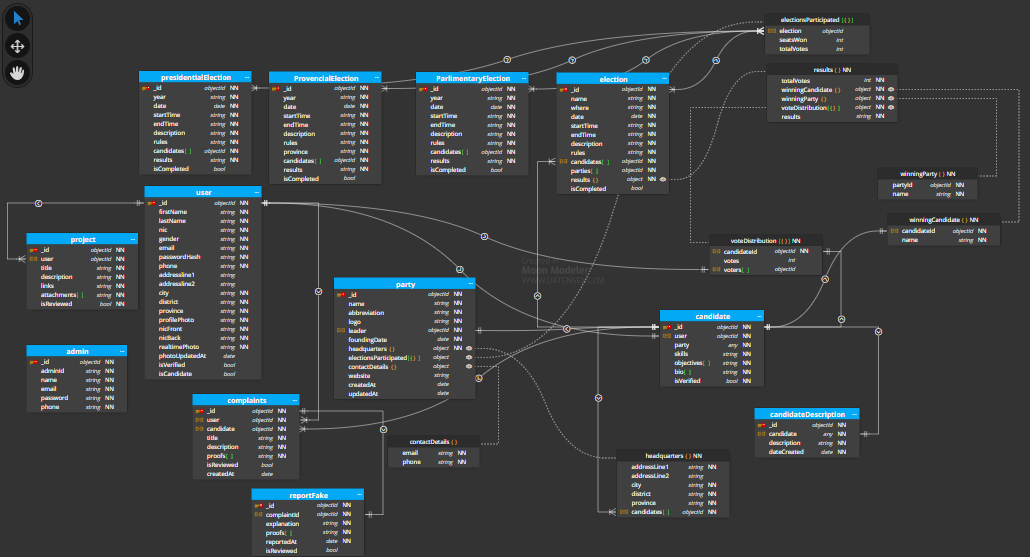 electionsParticipated [{}]
election objectId
seatsWon int
totalVotes int
results {} NN
totalVotes int NN
winningCandidate {} object NN
winningParty {} object NN
voteDistribution[{}] object NN
results string NN
presidentialElection
_id objectId NN
year string NN
date date NN
startTime string NN
endTime string NN
description string NN
rules string NN
candidates[ ] objectId NN
results string NN
isCompleted bool
ProvencialElection
_id objectId NN
year string NN
date date NN
startTime string NN
endTime string NN
description string NN
rules string NN
province string NN
candidates[ ] objectId NN
results string NN
isCompleted bool
ParlimentaryElection
_id objectId NN
year string NN
date date NN
startTime string NN
endTime string NN
description string NN
rules string NN
candidates[ ] objectId NN
results string NN
isCompleted bool
election
_id objectId NN
name string NN
where string NN
date date NN
startTime string NN
endTime string NN
description string NN
rules string NN
candidates[ ] objectId NN
parties[ ] objectId NN
results {} object NN
isCompleted bool
winningParty {} NN
partyId objectId NN
name string NN
winningCandidate {} NN
candidateId objectId NN
name string NN
user
_id objectId NN
firstName string NN
lastName string NN
nic string NN
gender string NN
email string NN
passwordHash string NN
phone string NN
addressline1 string
addressline2 string
city string NN
district string NN
province string NN
profilePhoto string NN
nicFront string NN
nicBack string NN
realtimePhoto string NN
photoUpdatedAt date
isVerified bool
isCandidate bool
project
_id objectId NN
user objectId NN
title string NN
description string NN
links string NN
attachments[ ] string NN
isReviewed bool NN
voteDistribution [{}] NN
candidateId objectId NN
votes int
voters[ ] objectId NN
Moon Modeler
WWW.DATENSEN.COM
party
_id objectId NN
name string NN
abbreviation string NN
logo string NN
leader objectId NN
foundingDate date NN
headquarters {} object NN
electionsParticipated[{}] object
contactDetails {} object
website string
createdAt date
updatedAt date
candidate
_id objectId NN
user objectId NN
party any NN
skills string NN
objectives[ ] string NN
bio[ ] string NN
isVerified bool NN
admin
_id objectId NN
adminId string NN
name string NN
email string NN
password string NN
phone string NN
complaints
_id objectId NN
user objectId NN
candidate objectId NN
title string NN
description string NN
proofs[ ] string NN
isReviewed bool
createdAt date
candidateDescription
_id objectId NN
candidate any NN
description string NN
dateCreated date NN
contactDetails {}
email string NN
phone string NN
headquarters {} NN
addressLine1 string NN
addressLine2 string
city string NN
district string NN
province string NN
candidates[ ] objectId NN
reportFake
_id objectId NN
complaintId objectId NN
explanation string NN
proofs[ ] string NN
reportedAt date NN
isReviewed bool